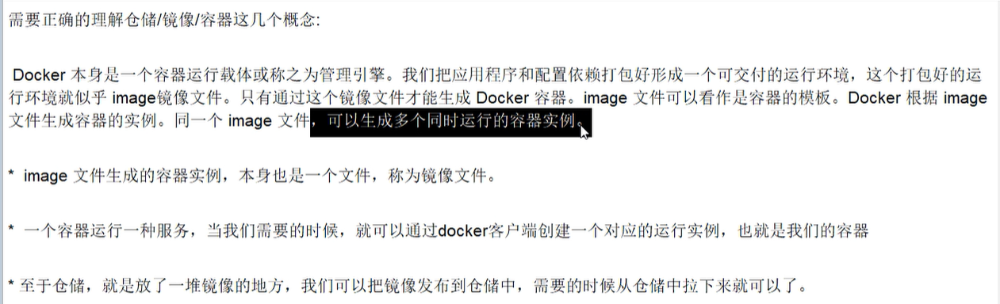 需要正确的理解仓储/镜像/容器这几个概念:
Docker 本身是一个容器运行载体或称之为管理引擎。我们把应用程序和配置依赖打包好形成一个可交付的运行环境，这个打包好的运
行环境就似乎 image镜像文件。只有通过这个镜像文件才能生成 Docker 容器。image 文件可以看作是容器的模板。Docker 根据 image
文件生成容器的实例。同一个 image 文件，可以生成多个同时运行的容器实例。
* image 文件生成的容器实例，本身也是一个文件，称为镜像文件。
* 一个容器运行一种服务，当我们需要的时候，就可以通过docker客户端创建一个对应的运行实例，也就是我们的容器
* 至于仓储，就是放了一堆镜像的地方，我们可以把镜像发布到仓储中，需要的时候从仓储中拉下来就可以了。